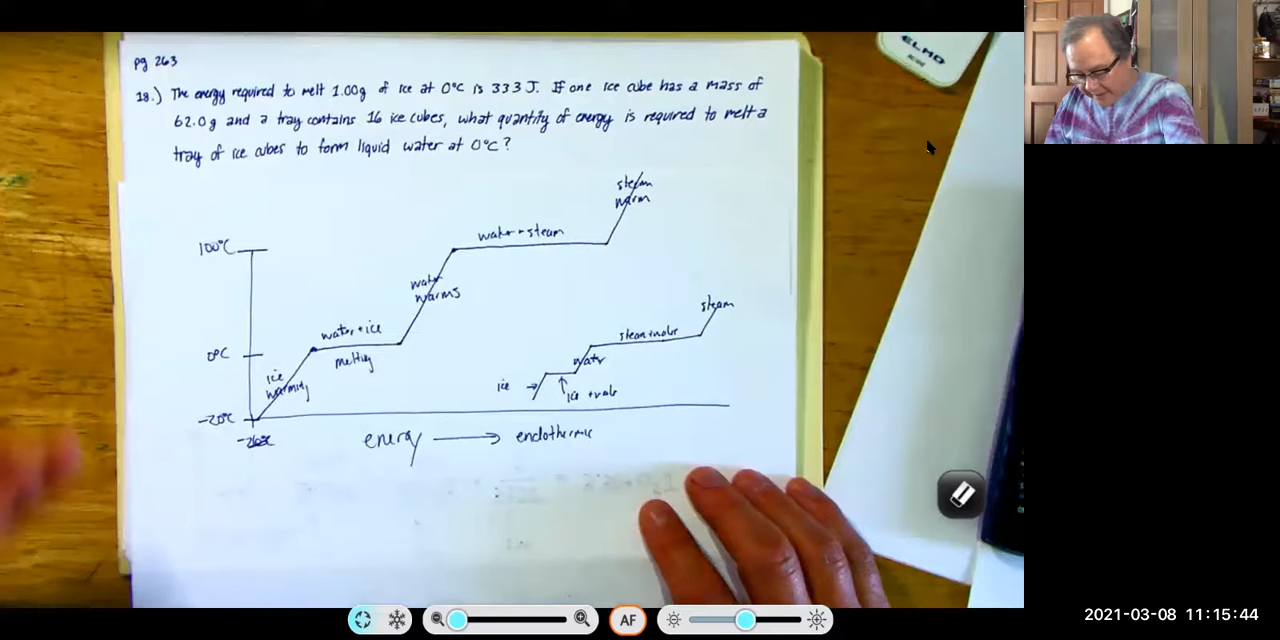 pg 263
18.) The energy required to melt 1.00g of ice at 0°C is 333 J. If one ice cube has a mass of
62.0g and a tray contains 16 ice cubes, what quantity of energy is required to melt a
tray of ice cubes to form liquid water at 0°C?
ELMO
steam
warm
100°C
water + steam
water
warms
steam
water + ice
steam + water
0°C
melting
water
ice
warming
ice
ice + water
-20°C
energy → endothermic
AF
2021-03-08 11:15:44